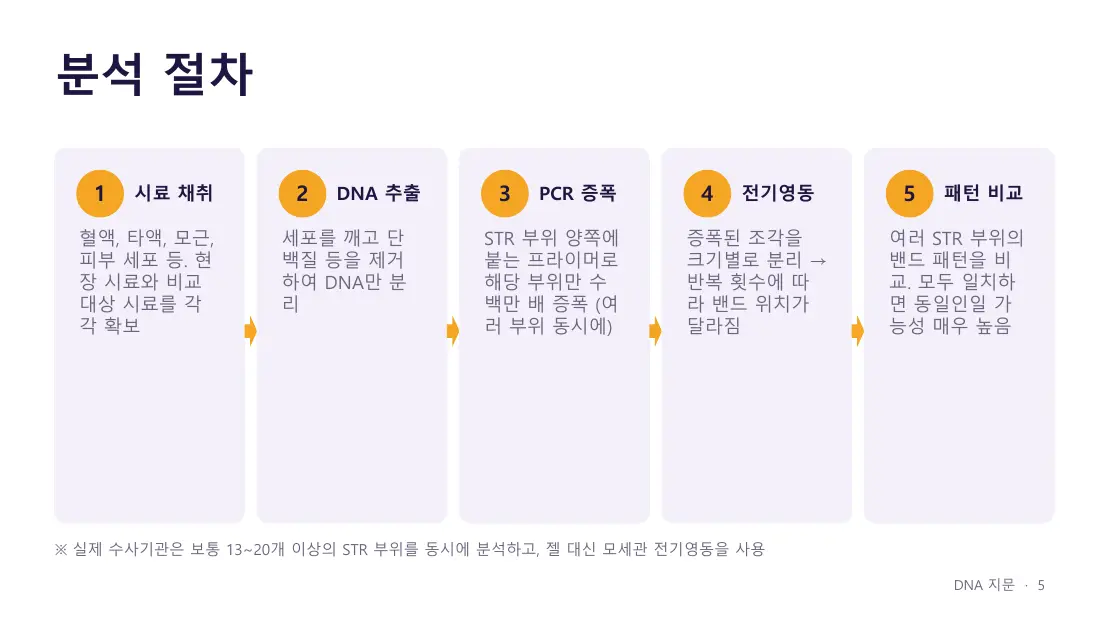 분석 절차
1 시료 채취
혈액, 타액, 모근,
피부 세포 등. 현
장 시료와 비교
대상 시료를 각
각 확보
2 DNA 추출
세포를 깨고 단
백질 등을 제거
하여 DNA만 분
리
3 PCR 증폭
STR 부위 양쪽에
붙는 프라이머로
해당 부위만 수
백만 배 증폭 (여
러 부위 동시에)
4 전기영동
증폭된 조각을
크기별로 분리 →
반복 횟수에 따
라 밴드 위치가
달라짐
5 패턴 비교
여러 STR 부위의
밴드 패턴을 비
교. 모두 일치하
면 동일인일 가
능성 매우 높음
※ 실제 수사기관은 보통 13~20개 이상의 STR 부위를 동시에 분석하고, 젤 대신 모세관 전기영동을 사용
DNA 지문 · 5